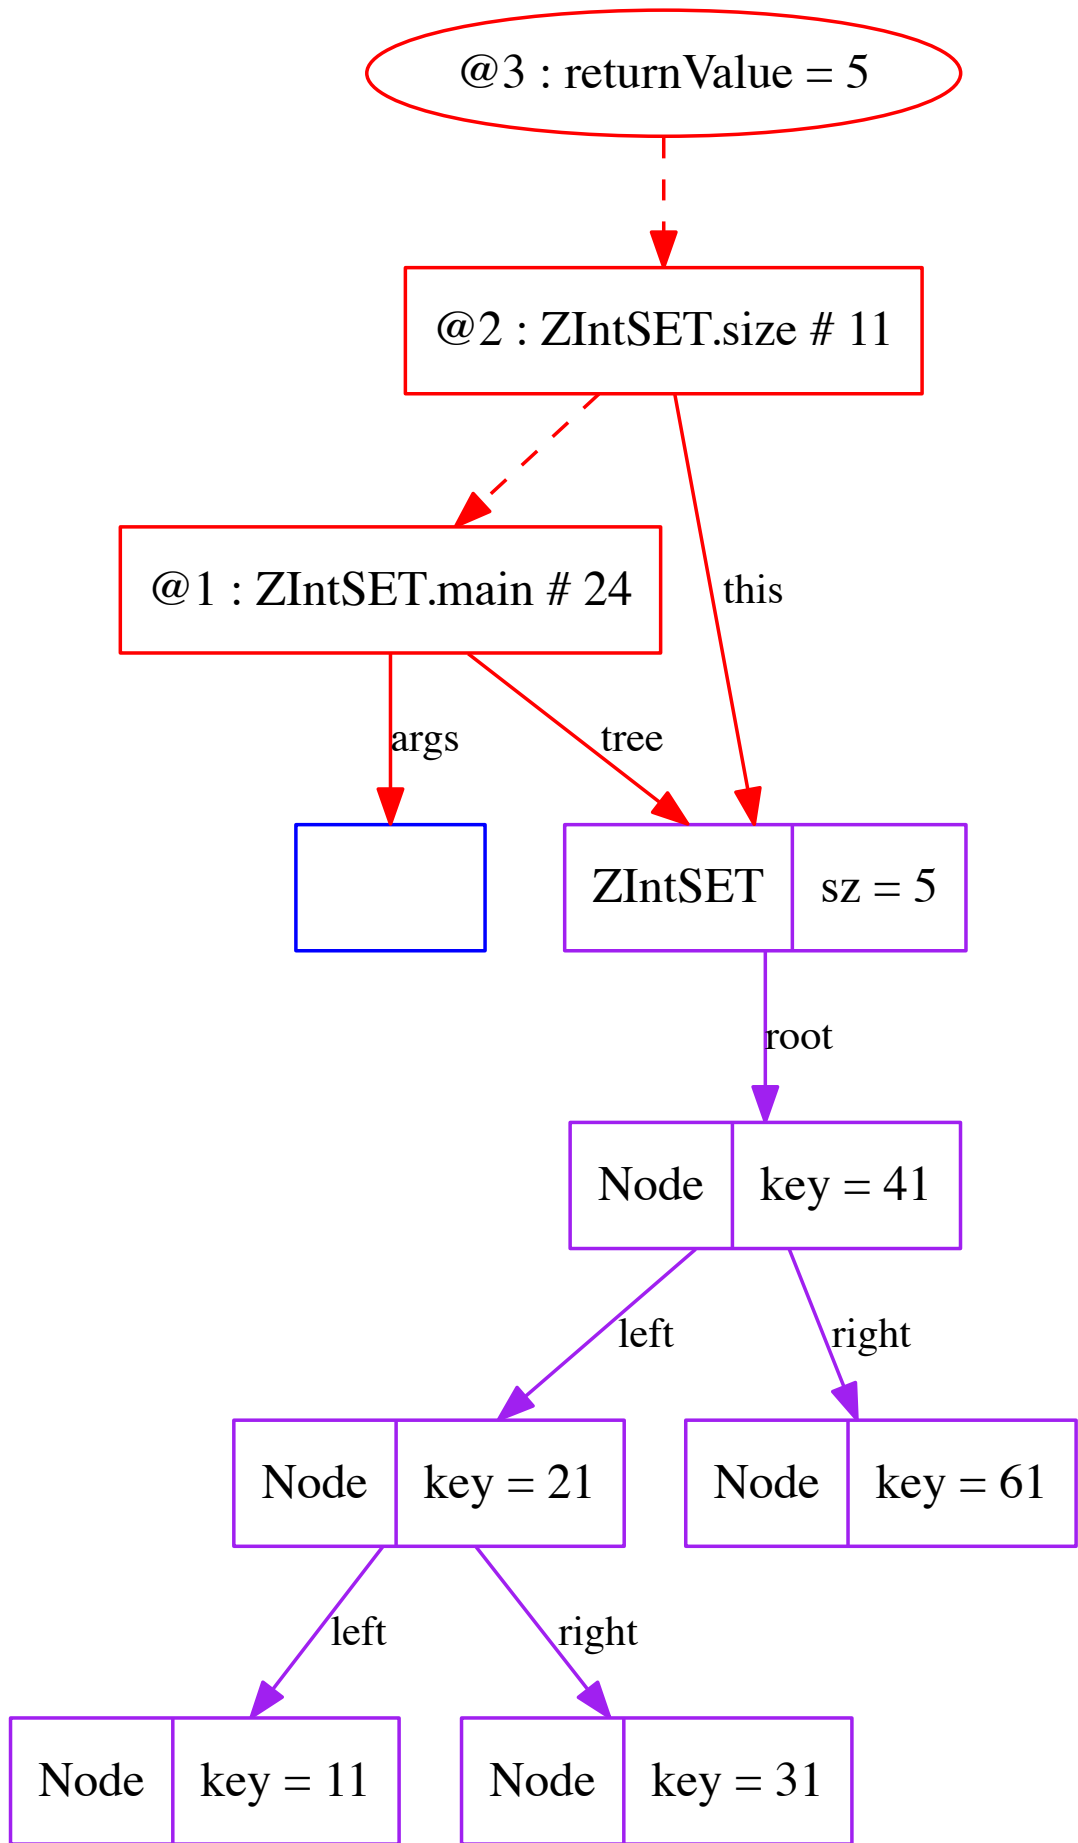 @3 : returnValue = 5
@2 : ZIntSET.size # 11
@1 : ZIntSET.main # 24
this
args
tree
ZIntSET
sz = 5
root
Node
key = 41
left
right
Node
key = 21
Node
key = 61
left
right
Node
key = 11
Node
key = 31